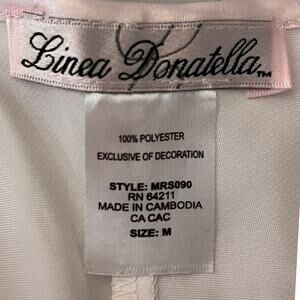 Linea Donatella™
100% POLYESTER
EXCLUSIVE OF DECORATION
STYLE: MRS090
RN 64211
MADE IN CAMBODIA
CA CAC
SIZE: M